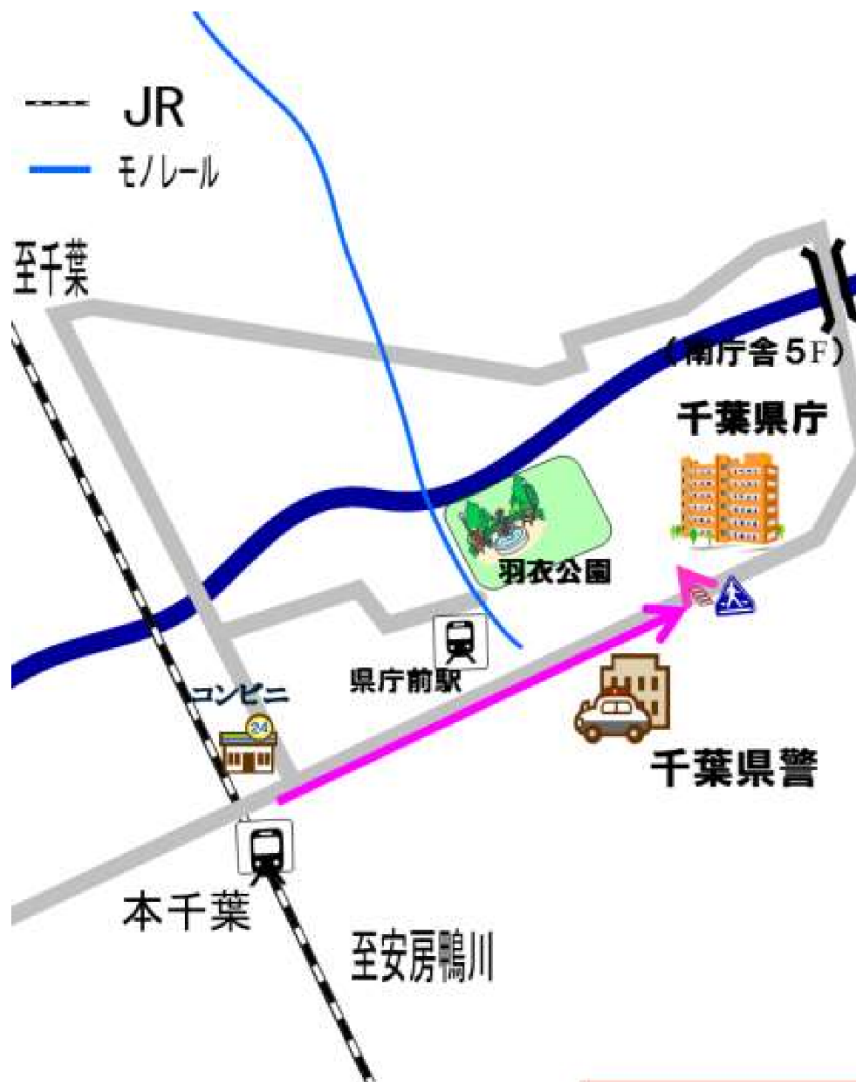 JR
モノレール
至千葉
(南庁舎5F)
千葉県庁
羽衣公園
県庁前駅
コンビニ
24
千葉県警
本千葉
至安房鴨川